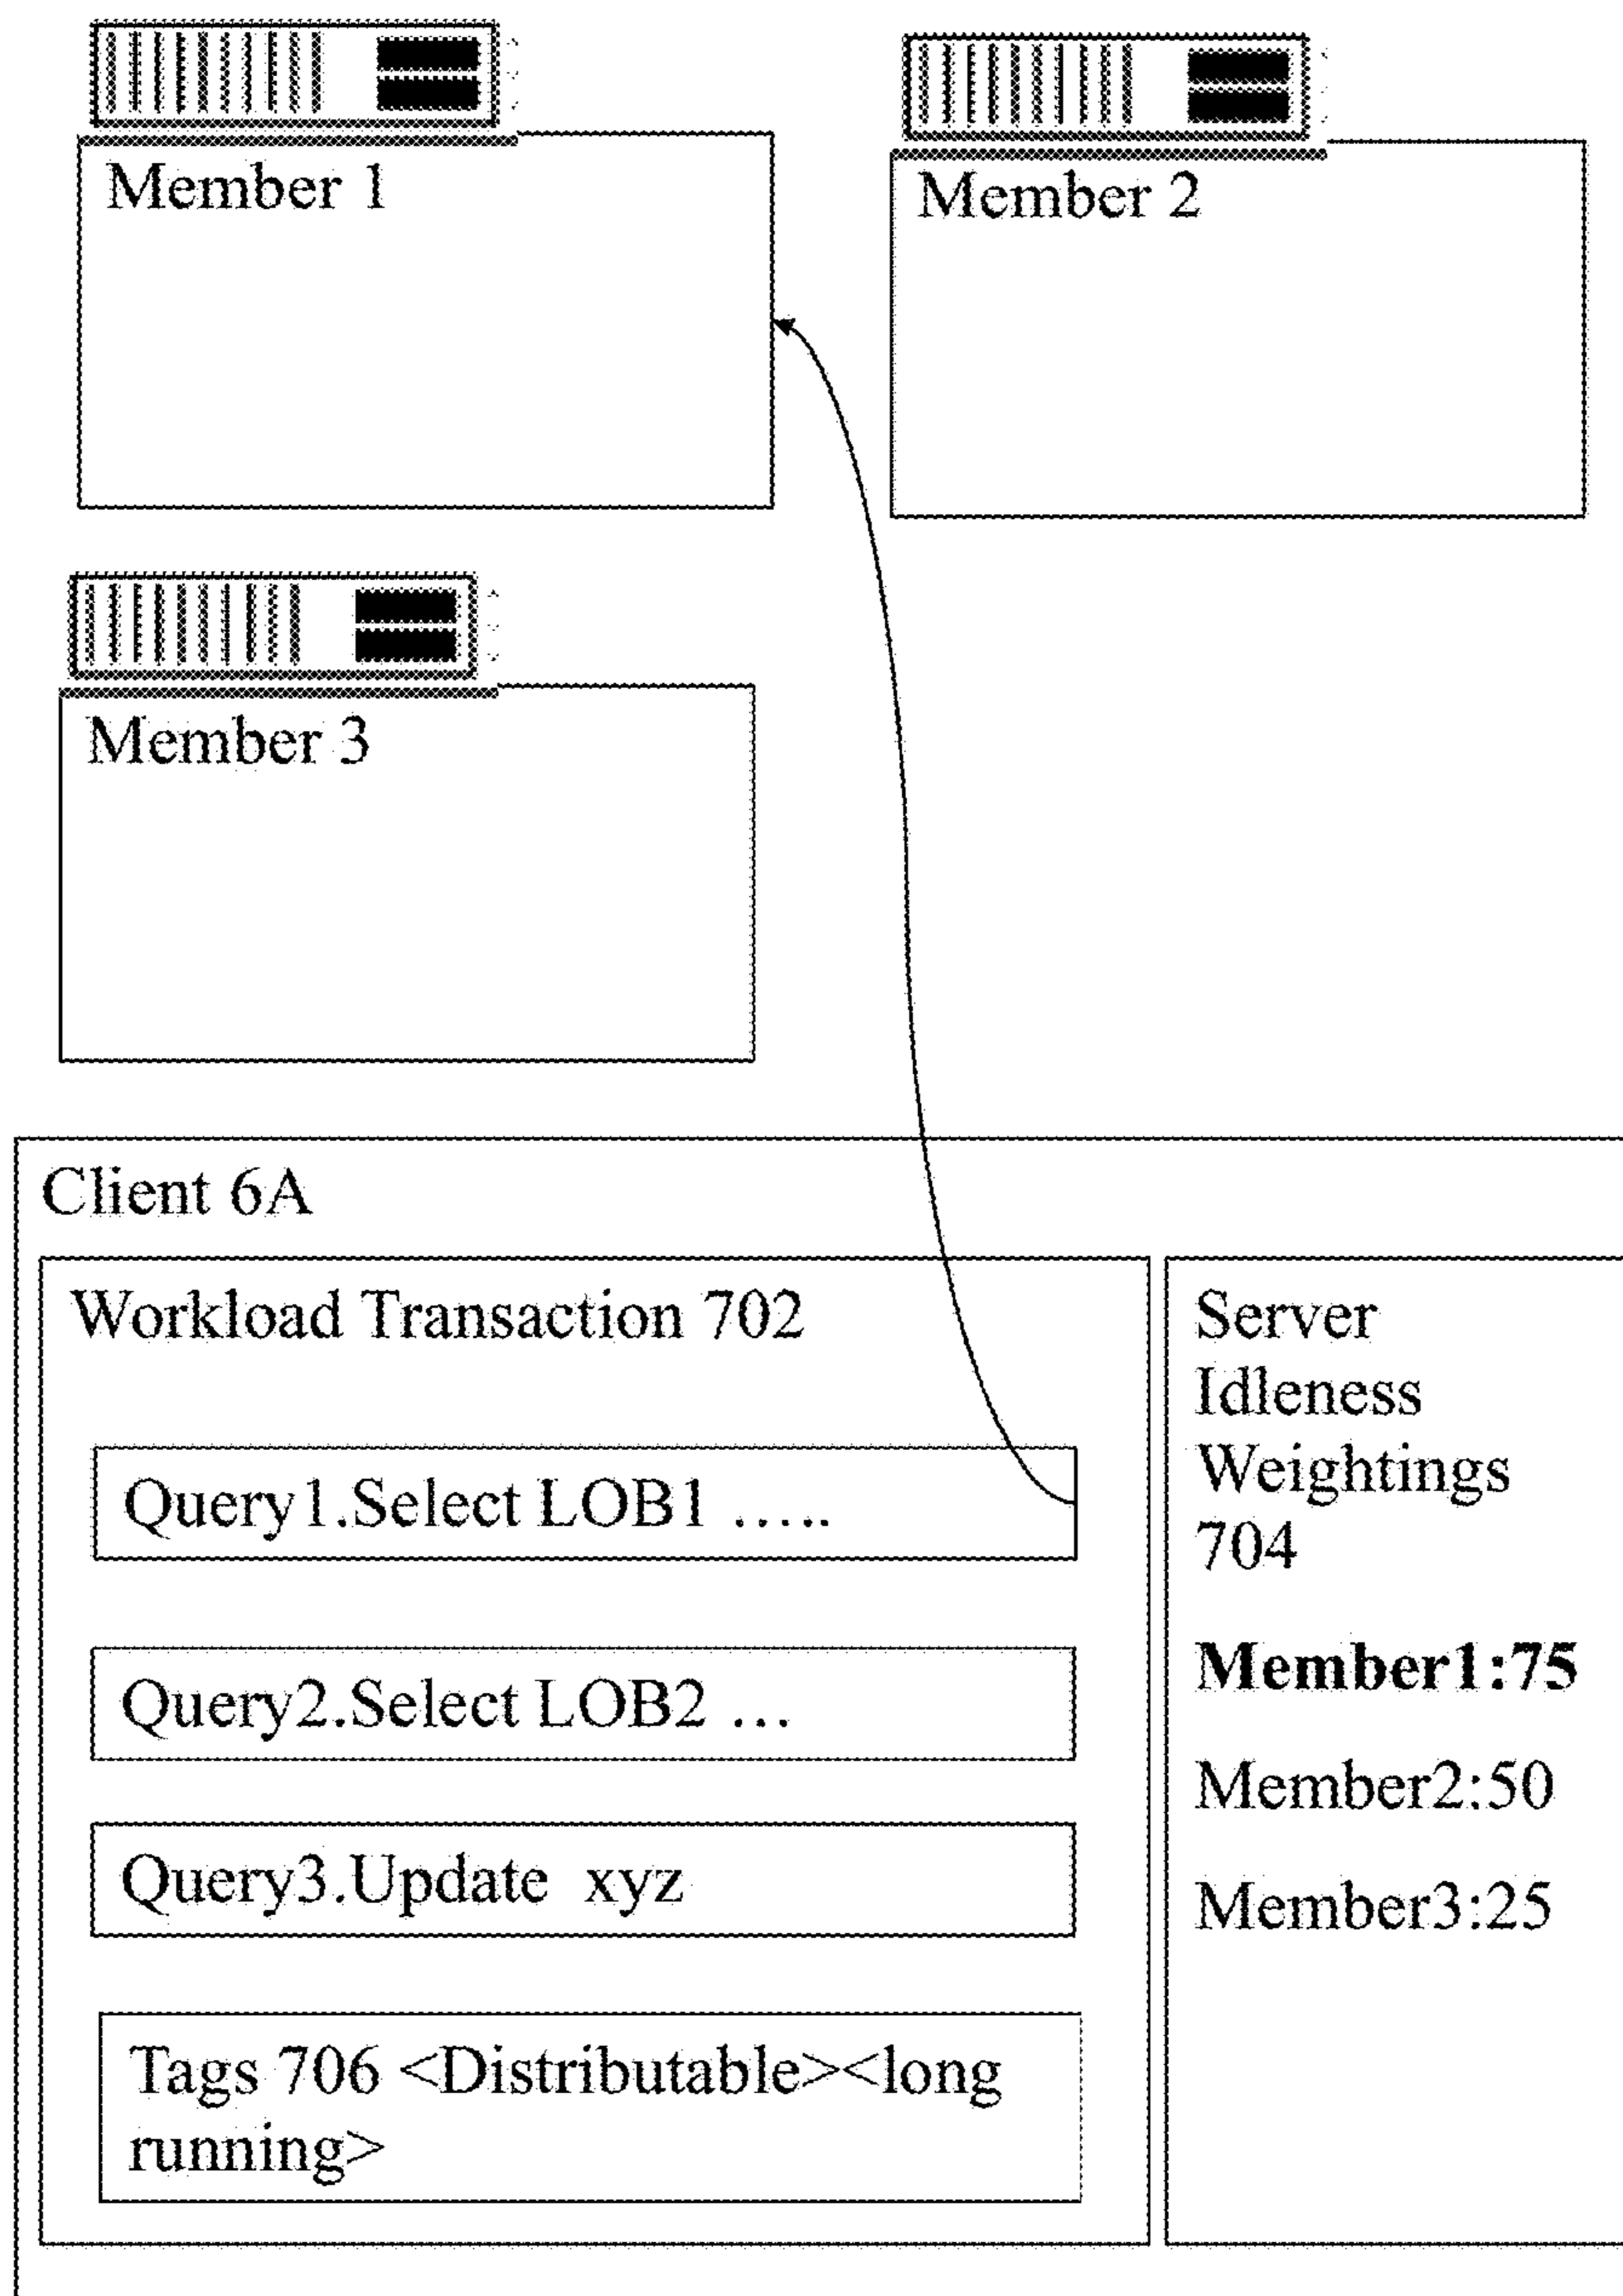 Member 1
Member 2
Member 3
Client 6A
Workload Transaction 702
Query1.Select LOB1 .....
Query2.Select LOB2 ...
Query3.Update xyz
Tags 706 <Distributable><long
running>
Server
Idleness
Weightings
704
Member1:75
Member2:50
Member3:25